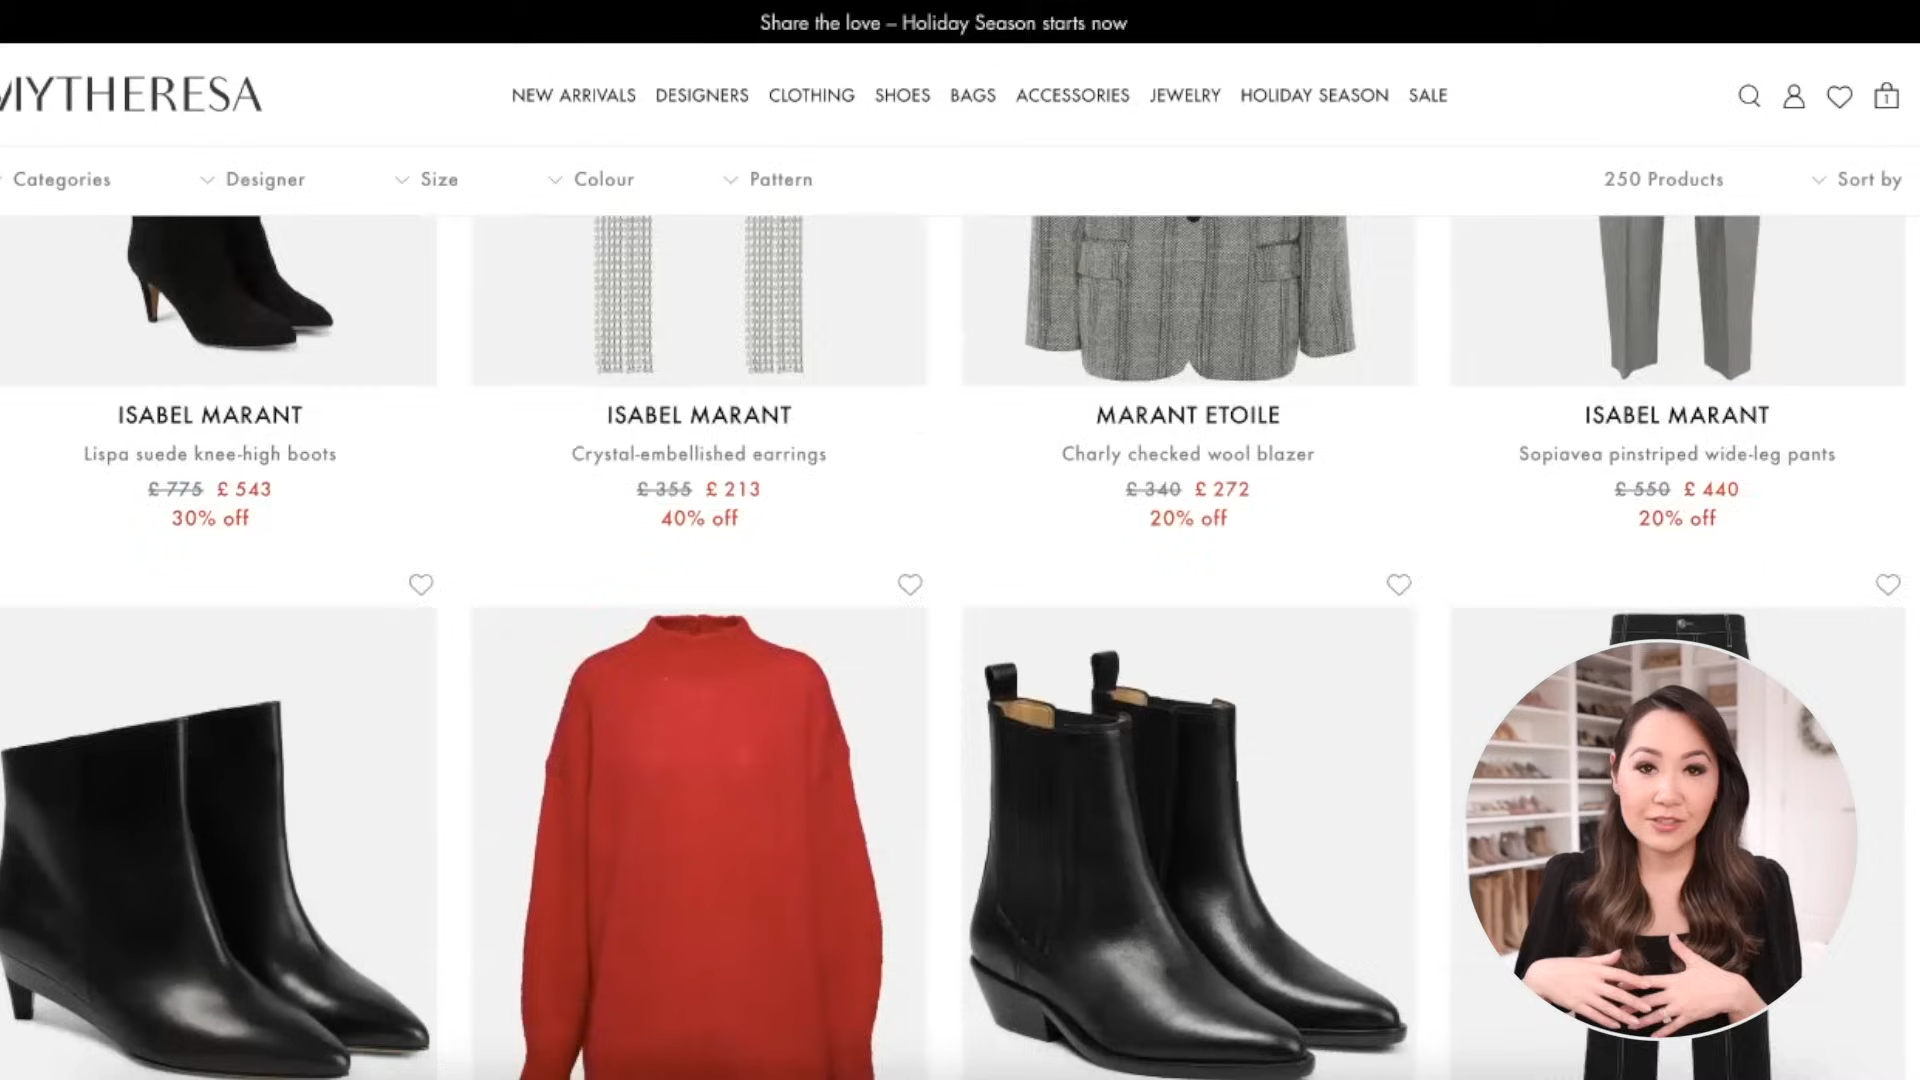 Share the love – Holiday Season starts now
MYTHERESA
NEW ARRIVALS DESIGNERS CLOTHING SHOES BAGS ACCESSORIES JEWELRY HOLIDAY SEASON SALE
1
Categories Designer Size Colour Pattern 250 Products Sort by
ISABEL MARANT
Lispa suede knee-high boots
£ 775 £ 543
30% off
ISABEL MARANT
Crystal-embellished earrings
£ 355 £ 213
40% off
MARANT ETOILE
Charly checked wool blazer
£ 340 £ 272
20% off
ISABEL MARANT
Sopiavea pinstriped wide-leg pants
£ 550 £ 440
20% off